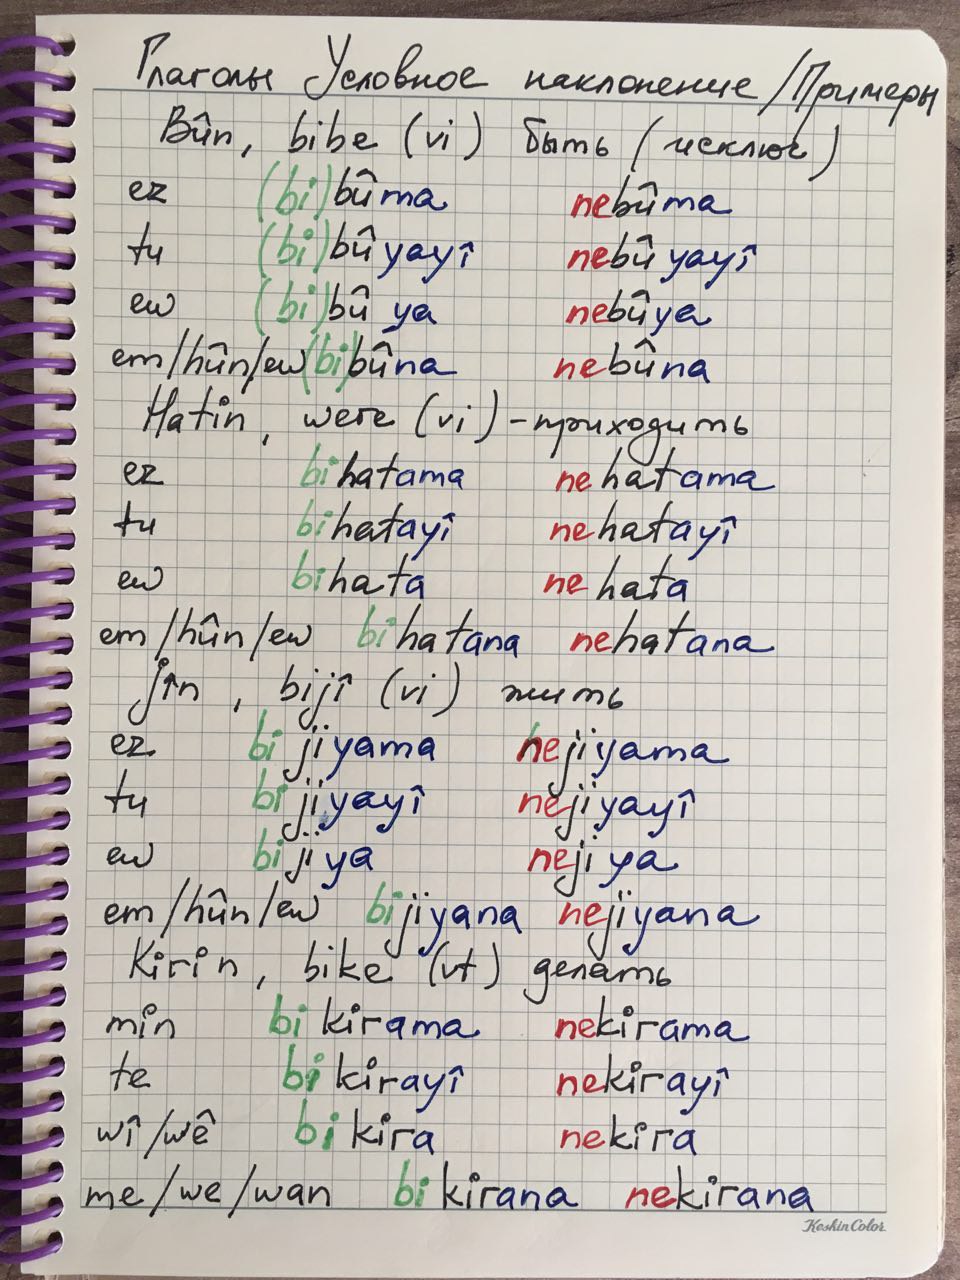 Глаголы Условное наклонение/Примеры
Bûn, bibe (vi) быть (исключ)
ez (bi)bûma nebûma
tu (bi)bûyayî nebûyayî
ew (bi)bûya nebûya
em/hûn/ew (bi)bûna nebûna
Hatin, were (vi) - приходить
ez bihatama nehatama
tu bihatayî nehatayî
ew bihata nehata
em/hûn/ew bihatana nehatana
Jîn, bijî (vi) жить
ez bijiyama nejiyama
tu bijiyayî nejiyayî
ew bijiya nejiya
em/hûn/ew bijiyana nejiyana
Kirin, bike (vt) делать
min bikirama nekirama
te bikirayî nekirayî
wî/wê bikira nekira
me/we/wan bikirana nekirana
KeskinColor